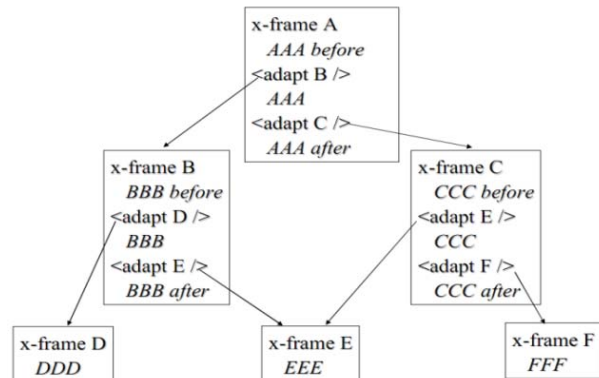 x-frame A
AAA before
<adapt B />
AAA
<adapt C />
AAA after
x-frame B
BBB before
<adapt D />
BBB
<adapt E />
BBB after
x-frame C
CCC before
<adapt E />
CCC
<adapt F />
CCC after
x-frame D
DDD
x-frame E
EEE
x-frame F
FFF